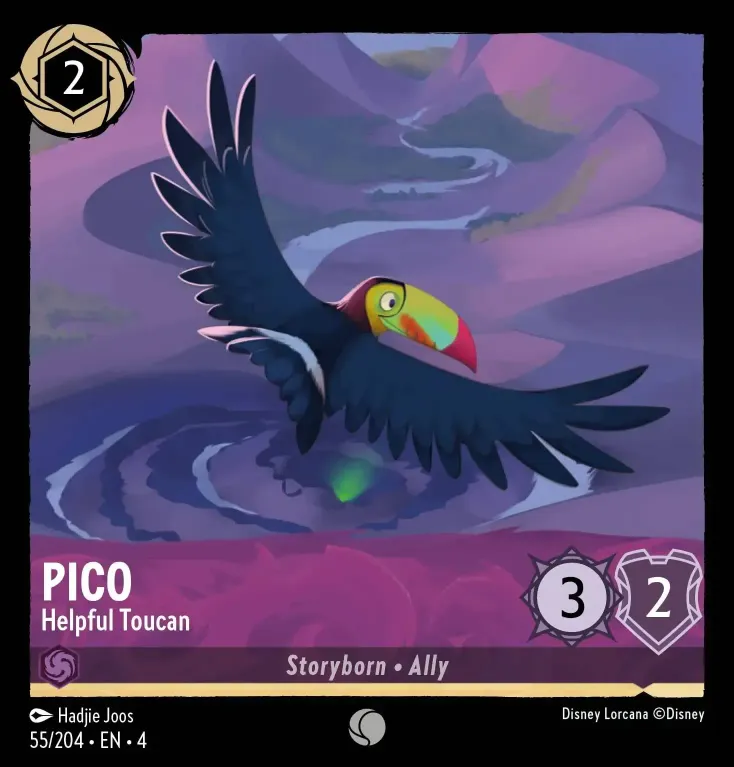 2
PICO
Helpful Toucan
3
2
Storyborn • Ally
Hadjie Joos
Disney Lorcana ©Disney
55/204 • EN • 4